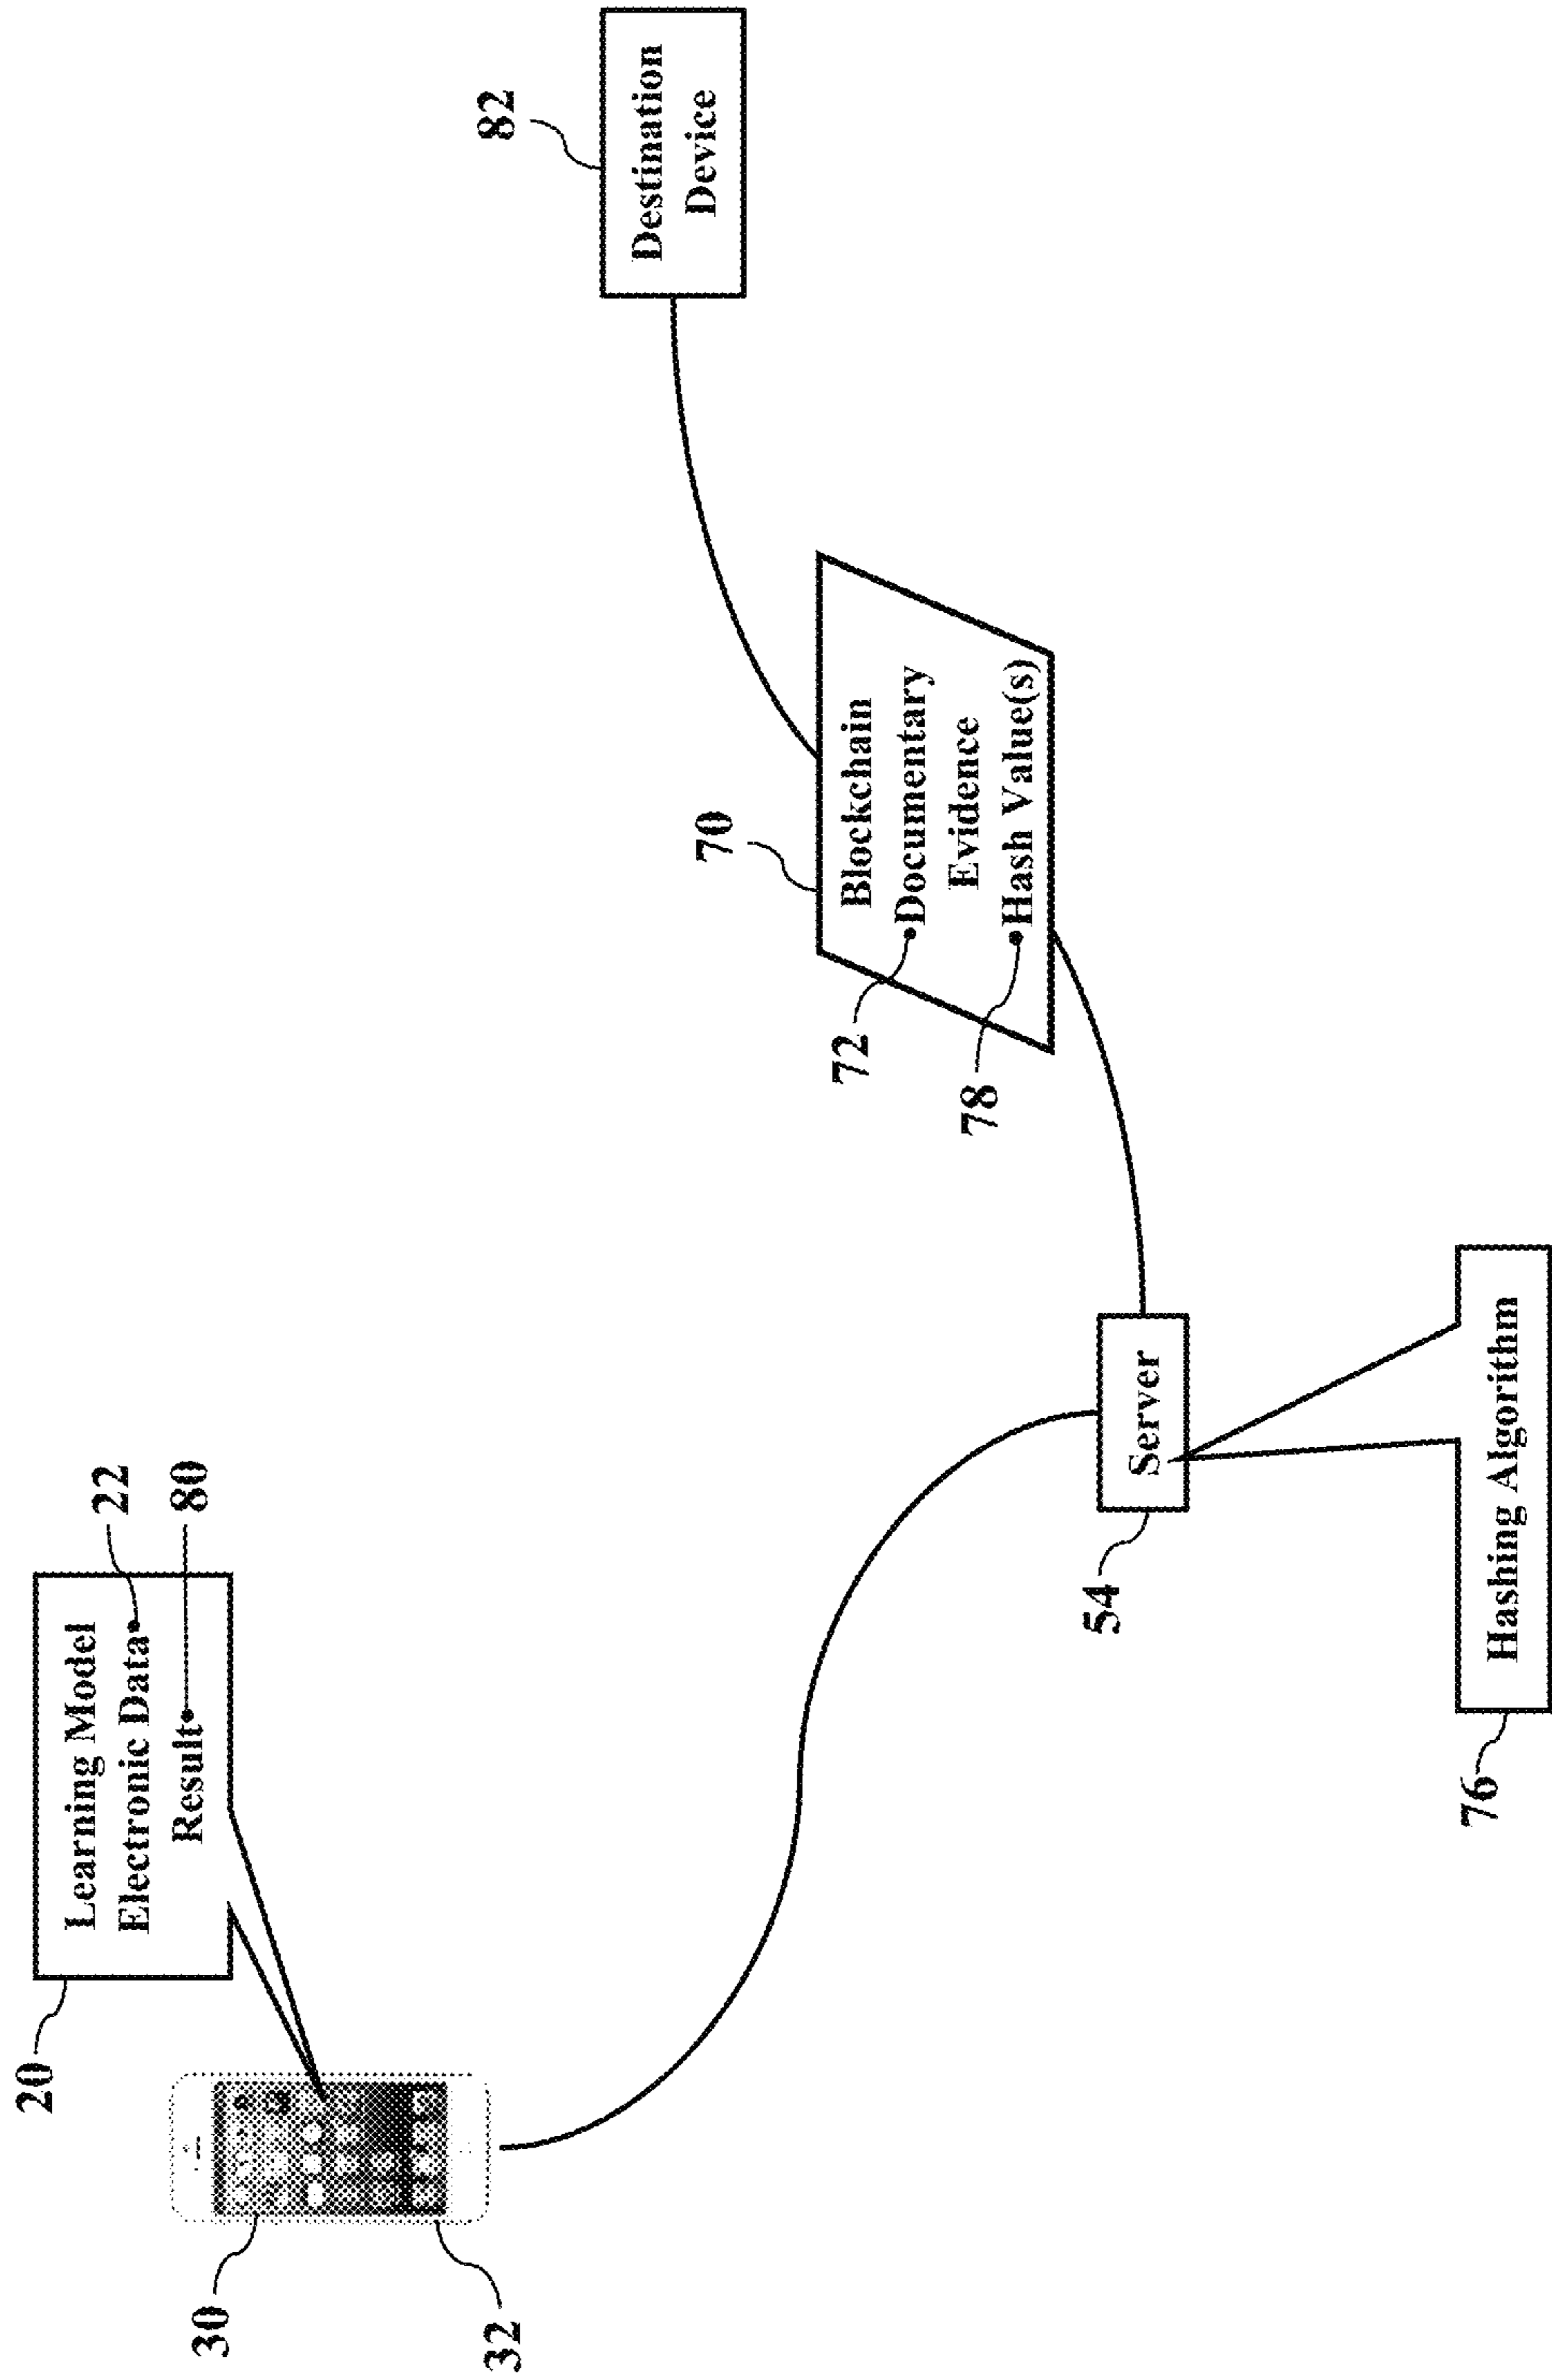 20
Learning Model
Electronic Data
22
Result
80
30
32
54
Server
76
Hashing Algorithm
70
Blockchain
72
•Documentary
Evidence
78
•Hash Value(s)
82
Destination
Device